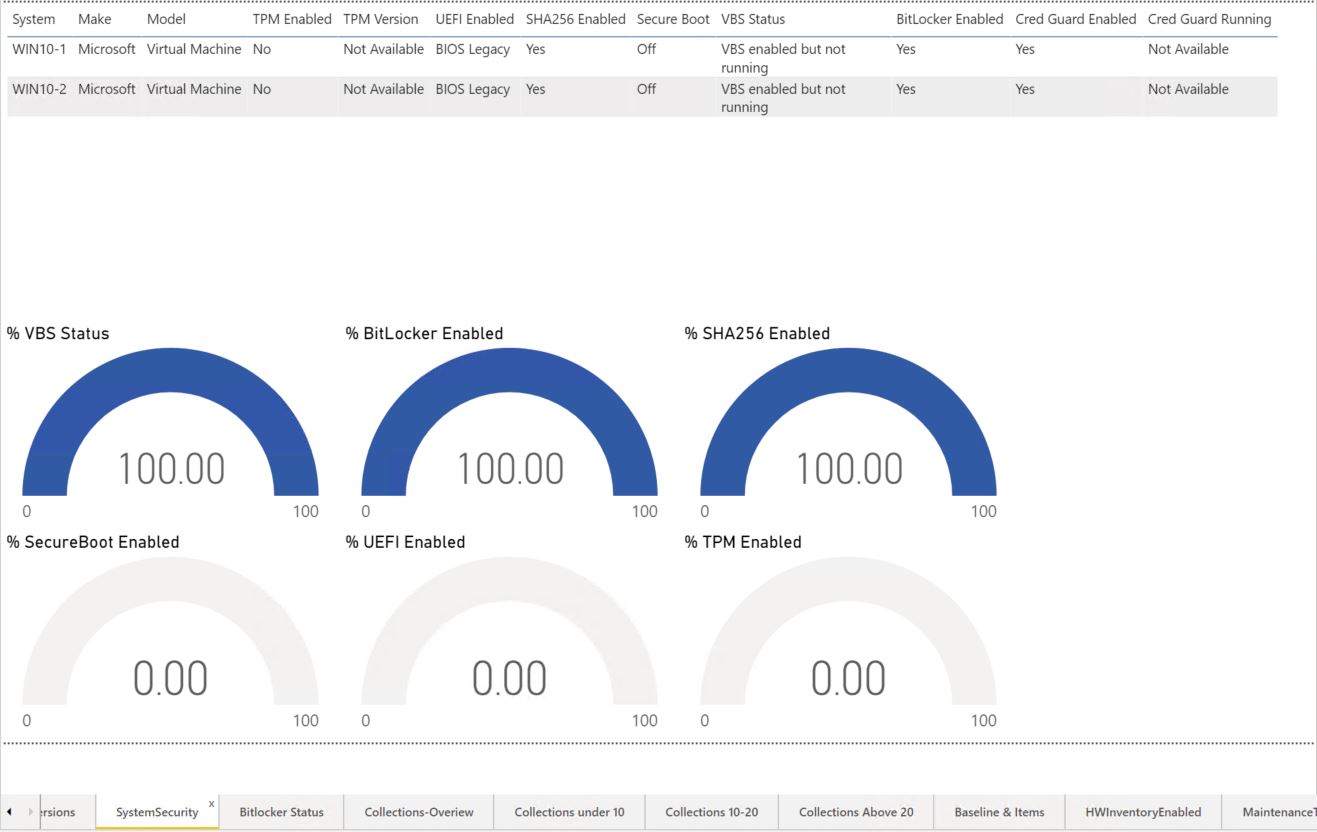 System Make Model TPM Enabled TPM Version UEFI Enabled SHA256 Enabled Secure Boot VBS Status BitLocker Enabled Cred Guard Enabled Cred Guard Running
WIN10-1 Microsoft Virtual Machine No Not Available BIOS Legacy Yes Off VBS enabled but not Yes Yes Not Available
running
WIN10-2 Microsoft Virtual Machine No Not Available BIOS Legacy Yes Off VBS enabled but not Yes Yes Not Available
running
% VBS Status % BitLocker Enabled % SHA256 Enabled
100.00 100.00 100.00
0 100 0 100 0 100
% SecureBoot Enabled % UEFI Enabled % TPM Enabled
0.00 0.00 0.00
0 100 0 100 0 100
ersions SystemSecurity x Bitlocker Status Collections-Overiew Collections under 10 Collections 10-20 Collections Above 20 Baseline & Items HWInventoryEnabled Maintenance